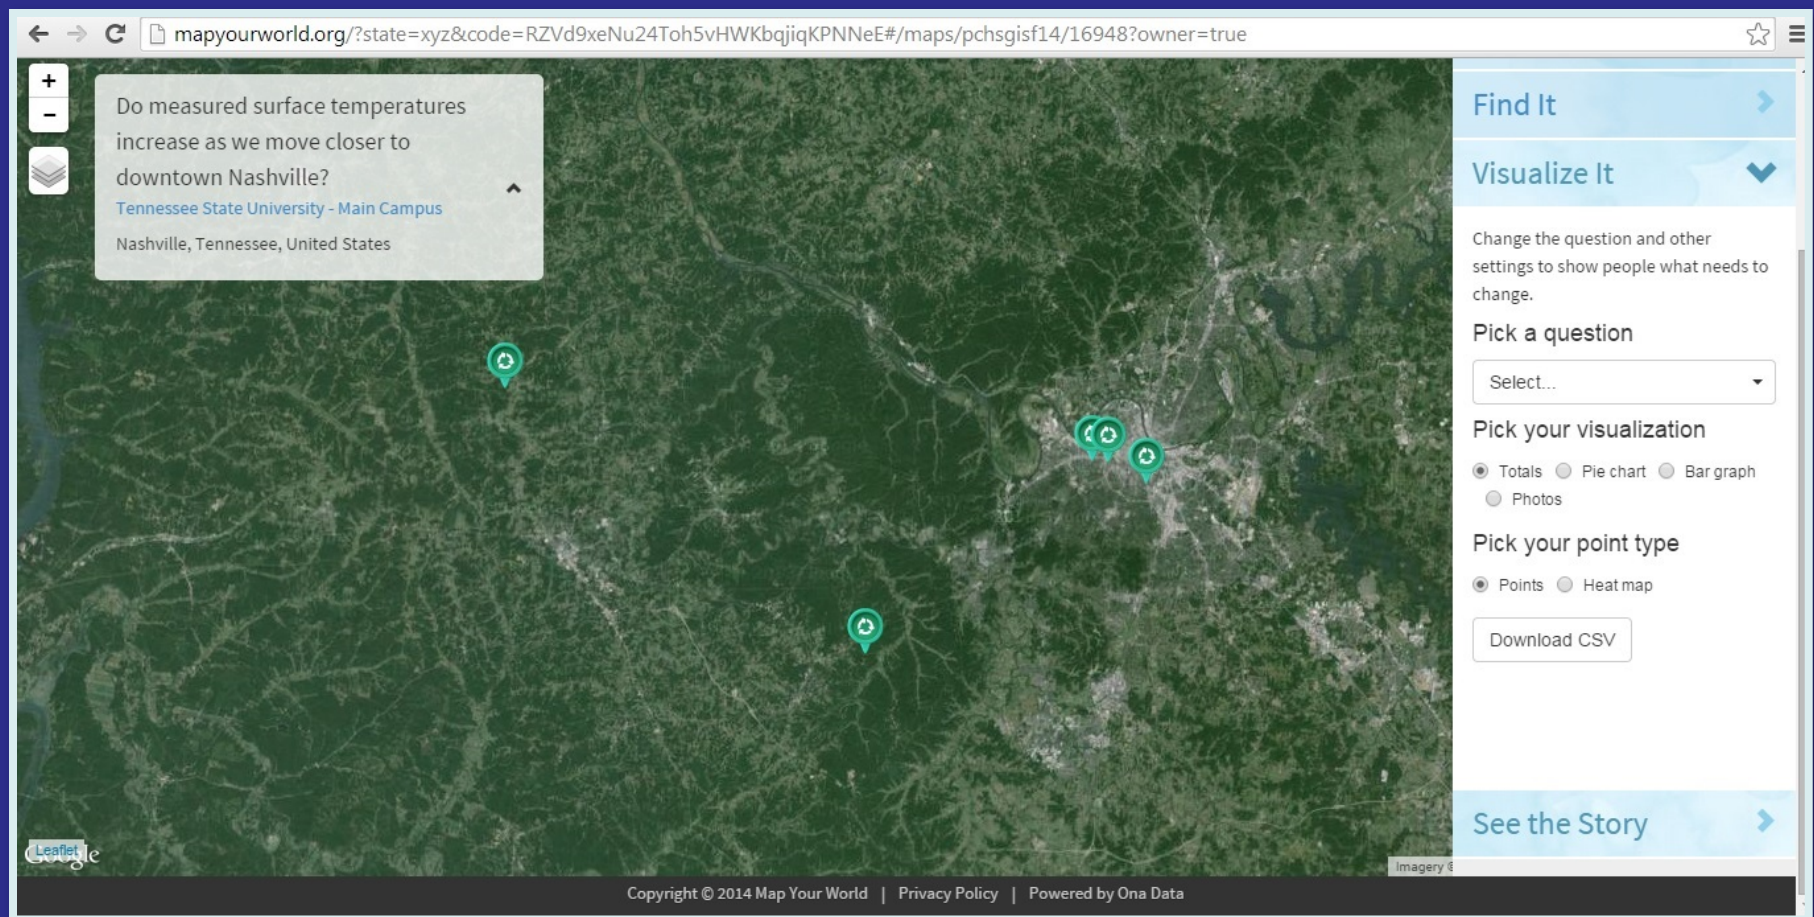 mapyourworld.org/?state=xyz&code=RZVd9xeNu24Toh5vHWKbqjiqKPNNeE#/maps/pchsgisf14/16948?owner=true
+
-
Do measured surface temperatures
increase as we move closer to
downtown Nashville?
Tennessee State University - Main Campus
Nashville, Tennessee, United States
Find It
Visualize It
Change the question and other
settings to show people what needs to
change.
Pick a question
Select...
Pick your visualization
Totals Pie chart Bar graph
Photos
Pick your point type
Points Heat map
Download CSV
See the Story
Leaflet
Google
Imagery ©
Copyright © 2014 Map Your World | Privacy Policy | Powered by Ona Data